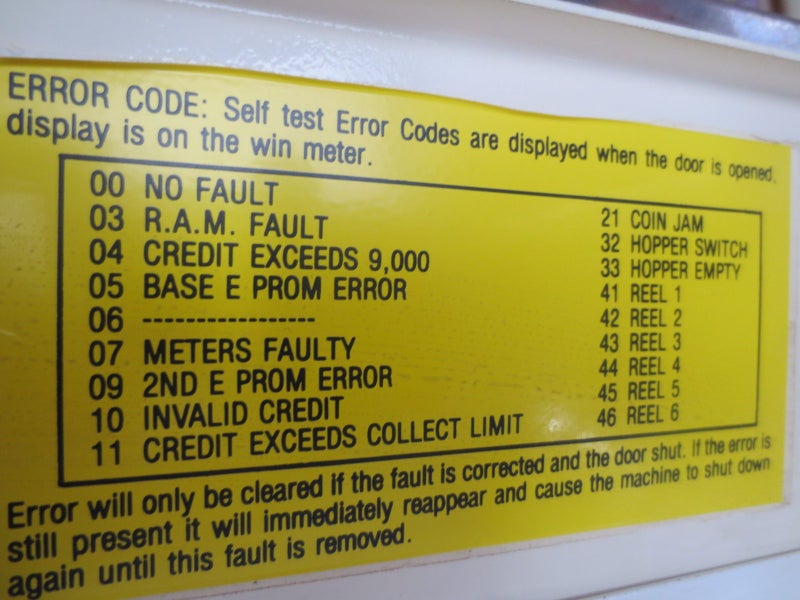 ERROR CODE: Self test Error Codes are displayed when the door is opened.
display is on the win meter.
00 NO FAULT
03 R.A.M. FAULT
04 CREDIT EXCEEDS 9,000
05 BASE E PROM ERROR
06 ----------------
07 METERS FAULTY
09 2ND E PROM ERROR
10 INVALID CREDIT
11 CREDIT EXCEEDS COLLECT LIMIT
21 COIN JAM
32 HOPPER SWITCH
33 HOPPER EMPTY
41 REEL 1
42 REEL 2
43 REEL 3
44 REEL 4
45 REEL 5
46 REEL 6
Error will only be cleared if the fault is corrected and the door shut. If the error is
still present it will immediately reappear and cause the machine to shut down
again until this fault is removed.